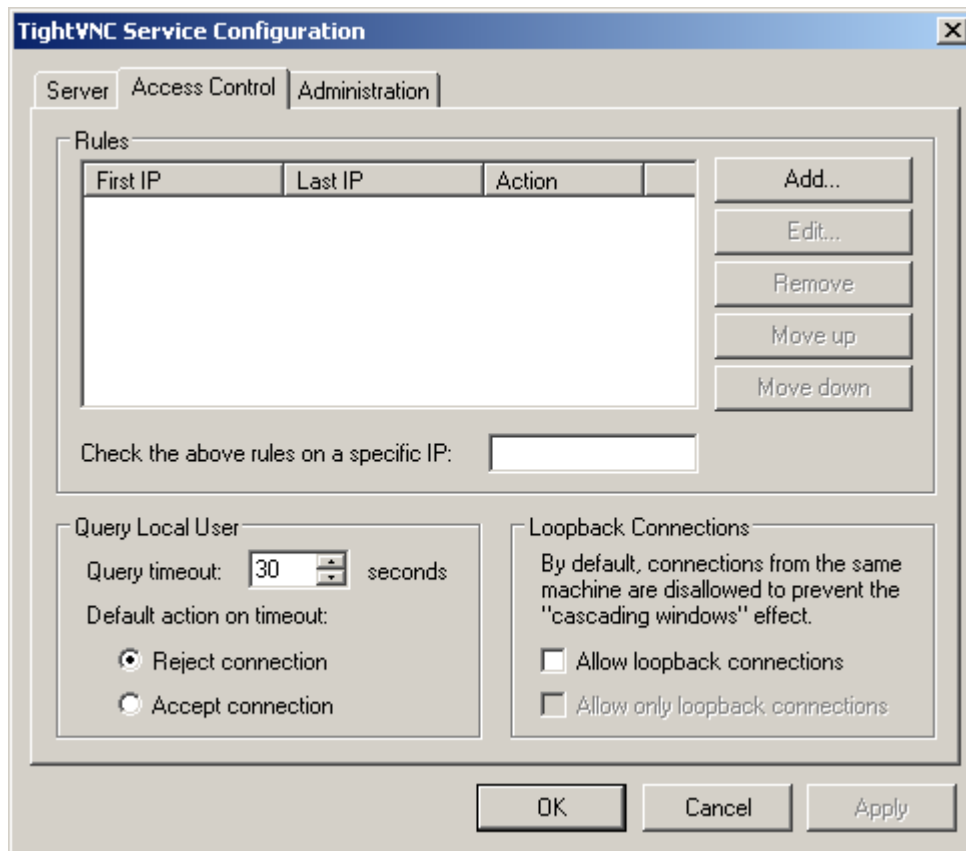 TightVNC Service Configuration
Server Access Control Administration
Rules
First IP Last IP Action
Add...
Edit...
Remove
Move up
Move down
Check the above rules on a specific IP:
Query Local User
Query timeout: 30 seconds
Default action on timeout:
Reject connection
Accept connection
Loopback Connections
By default, connections from the same
machine are disallowed to prevent the
"cascading windows" effect.
Allow loopback connections
Allow only loopback connections
OK Cancel Apply